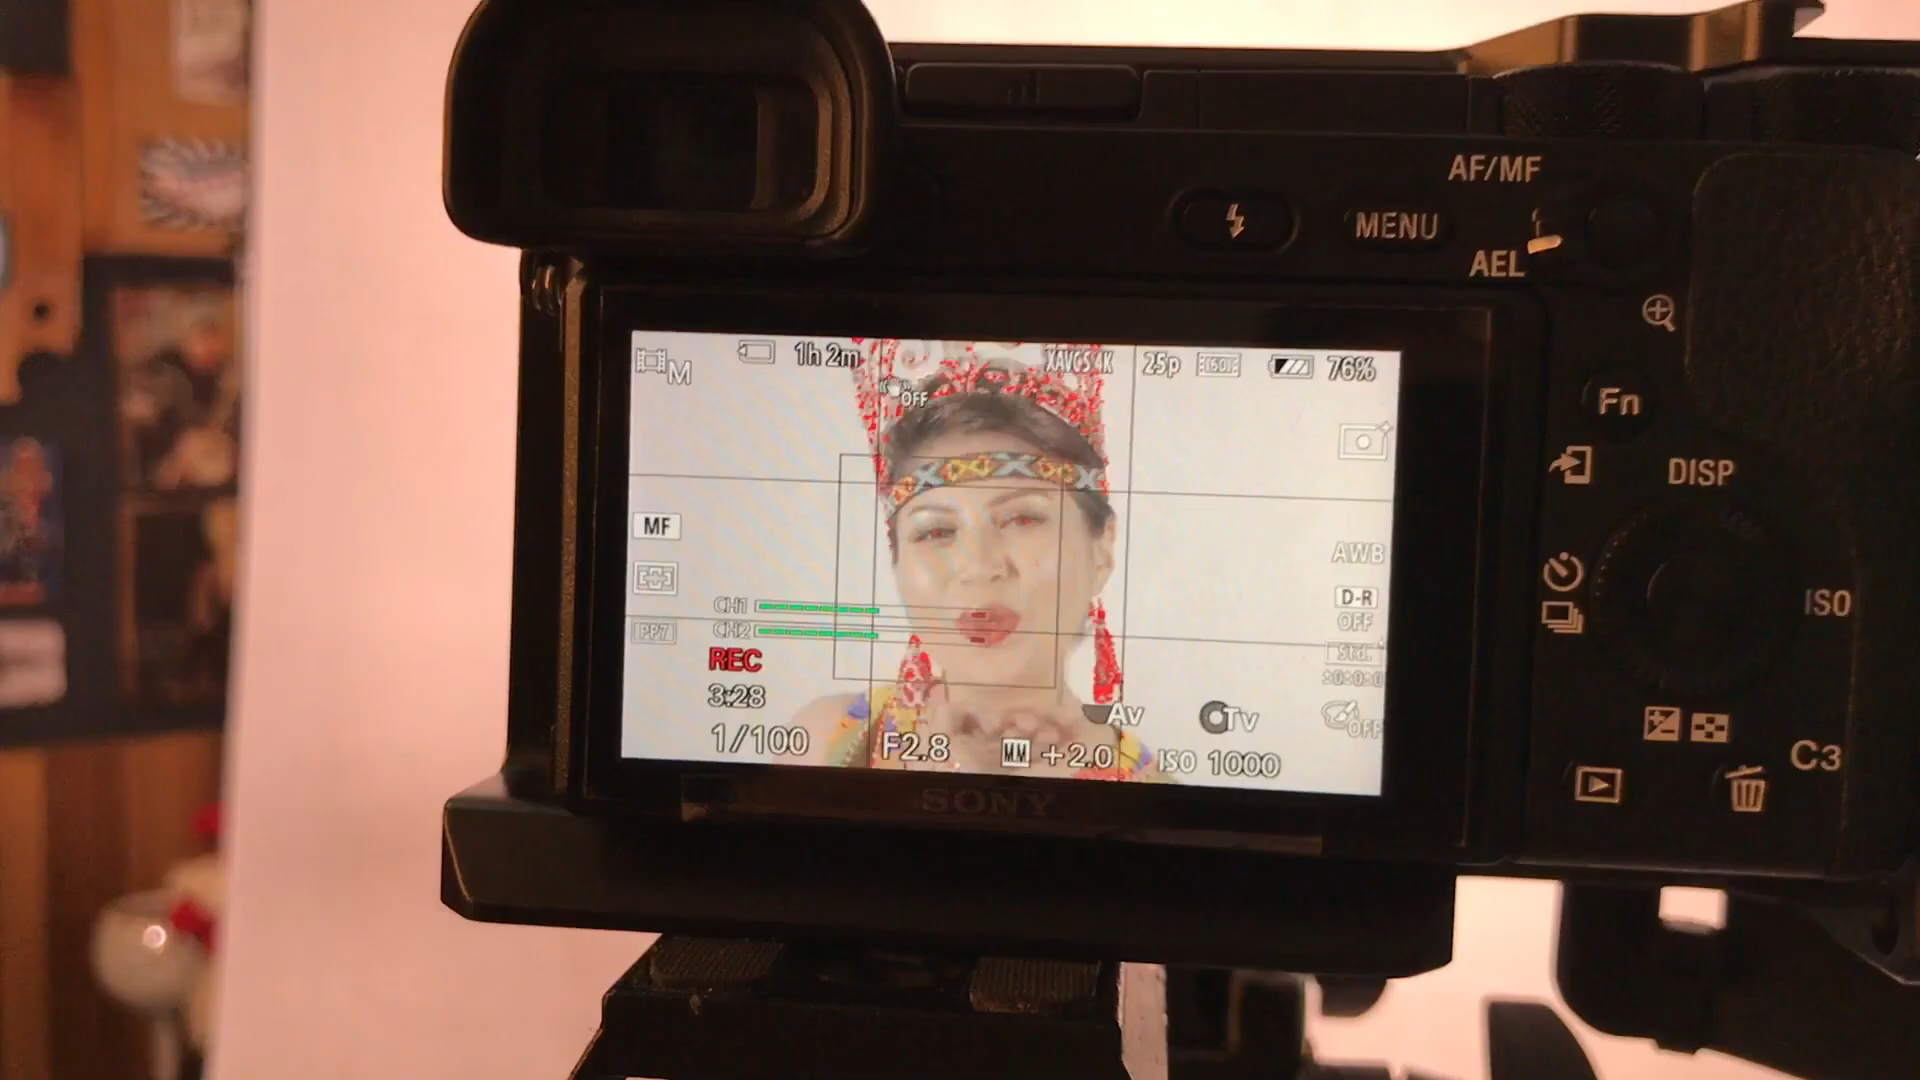 AF/MF
MENU
AEL
M 1h 2m XAVC S 4K 25p 60 76%
OFF
Fn
DISP
MF
AWB
D-R
OFF
CH1
CH2
PP7
REC
Std.
ISO
3:28
Av
Tv
OFF
1/100 F2.8 M.M. +2.0 ISO 1000
C3
SONY